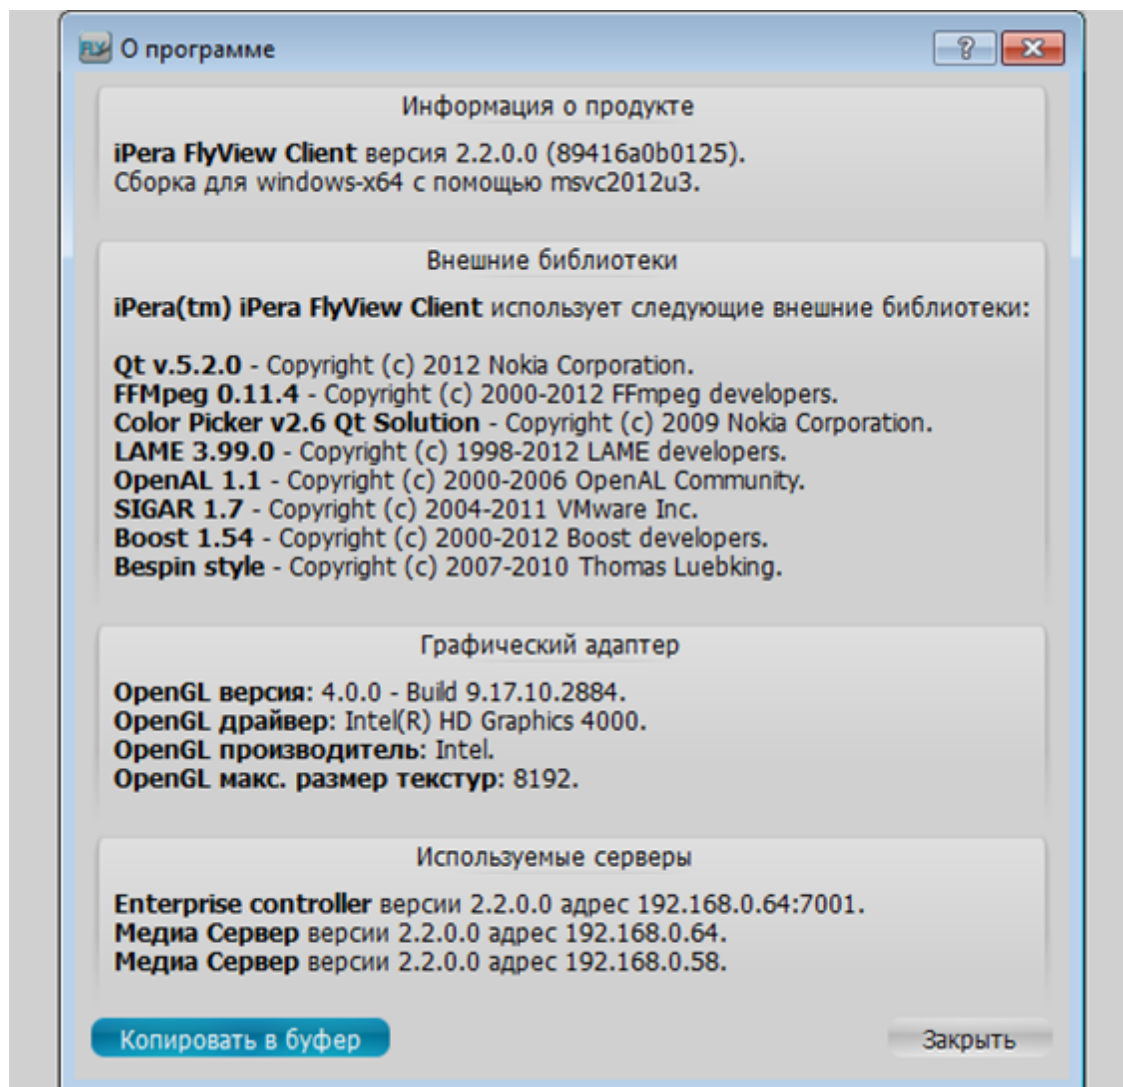 FLY О программе
Информация о продукте
iPera FlyView Client версия 2.2.0.0 (89416a0b0125).
Сборка для windows-x64 с помощью msvc2012u3.
Внешние библиотеки
iPera(tm) iPera FlyView Client использует следующие внешние библиотеки:
Qt v.5.2.0 - Copyright (c) 2012 Nokia Corporation.
FFMpeg 0.11.4 - Copyright (c) 2000-2012 FFmpeg developers.
Color Picker v2.6 Qt Solution - Copyright (c) 2009 Nokia Corporation.
LAME 3.99.0 - Copyright (c) 1998-2012 LAME developers.
OpenAL 1.1 - Copyright (c) 2000-2006 OpenAL Community.
SIGAR 1.7 - Copyright (c) 2004-2011 VMware Inc.
Boost 1.54 - Copyright (c) 2000-2012 Boost developers.
Bespin style - Copyright (c) 2007-2010 Thomas Luebking.
Графический адаптер
OpenGL версия: 4.0.0 - Build 9.17.10.2884.
OpenGL драйвер: Intel(R) HD Graphics 4000.
OpenGL производитель: Intel.
OpenGL макс. размер текстур: 8192.
Используемые серверы
Enterprise controller версии 2.2.0.0 адрес 192.168.0.64:7001.
Медиа Сервер версии 2.2.0.0 адрес 192.168.0.64.
Медиа Сервер версии 2.2.0.0 адрес 192.168.0.58.
Копировать в буфер Закрыть